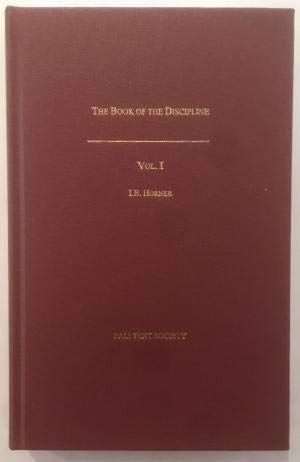 THE BOOK OF THE DISCIPLINE
VOL. I
I.B. HORNER
PALI TEXT SOCIETY